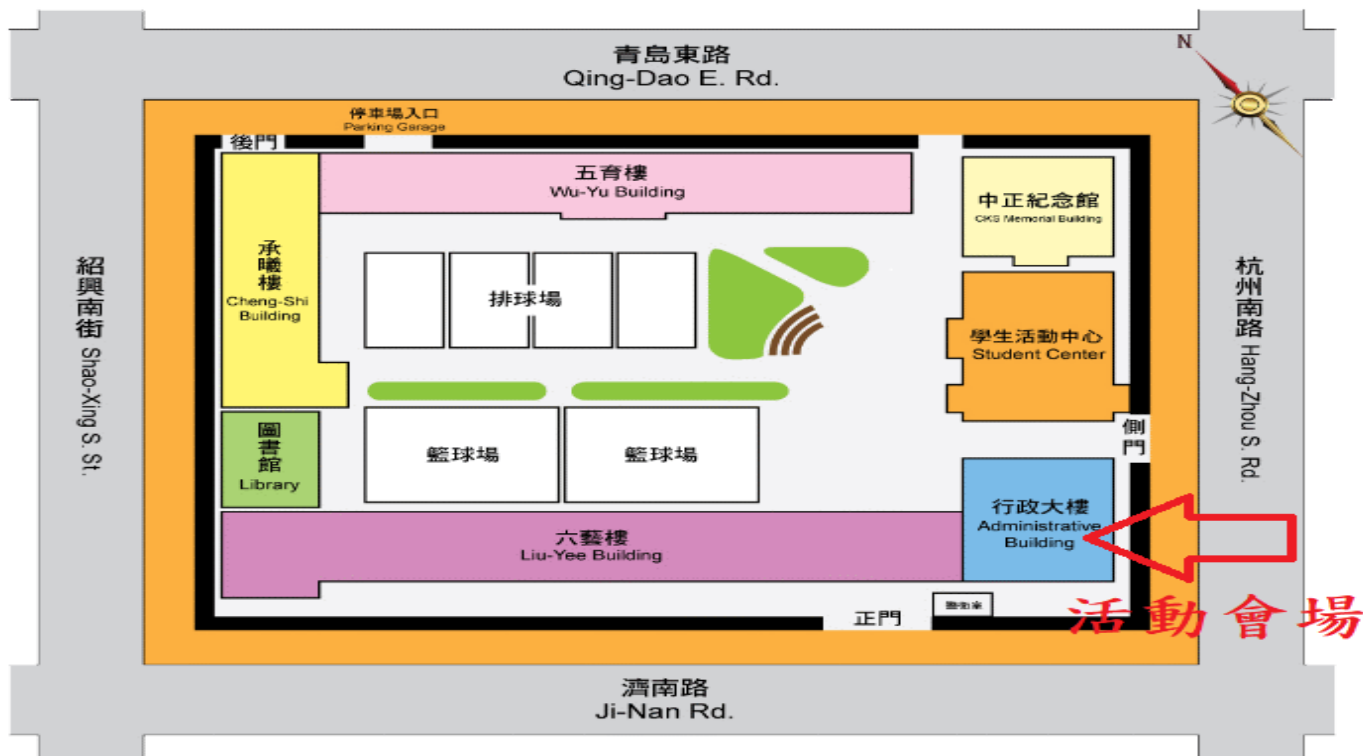 青島東路
Qing-Dao E. Rd.
N
停車場入口
Parking Garage
後門
五育樓
Wu-Yu Building
中正紀念館
CKS Memorial Building
承曦樓
Cheng-Shi
Building
排球場
紹興南街 Shao-Xing S. St.
杭州南路 Hang-Zhou S. Rd.
學生活動中心
Student Center
側門
圖書館
Library
籃球場
籃球場
行政大樓
Administrative
Building
六藝樓
Liu-Yee Building
警衛室
正門
活動會場
濟南路
Ji-Nan Rd.